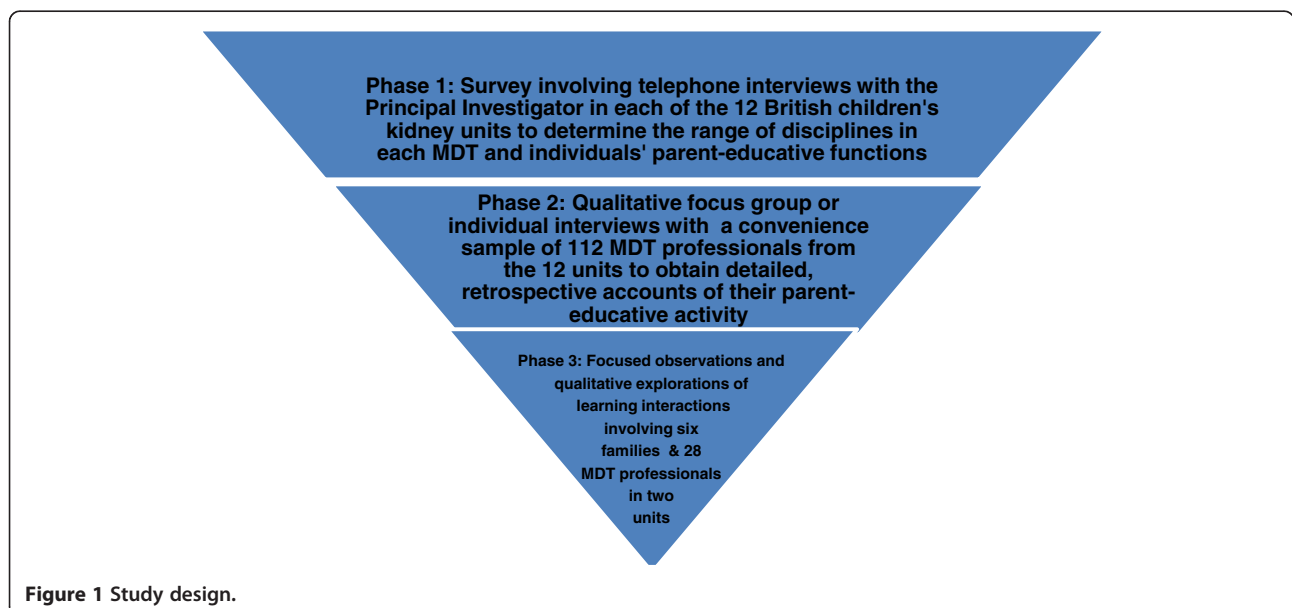 Phase 1: Survey involving telephone interviews with the
Principal Investigator in each of the 12 British children's
kidney units to determine the range of disciplines in
each MDT and individuals' parent-educative functions
Phase 2: Qualitative focus group or
individual interviews with a convenience
sample of 112 MDT professionals from
the 12 units to obtain detailed,
retrospective accounts of their parent-
educative activity
Phase 3: Focused observations and
qualitative explorations of
learning interactions
involving six
families & 28
MDT professionals
in two
units
Figure 1 Study design.